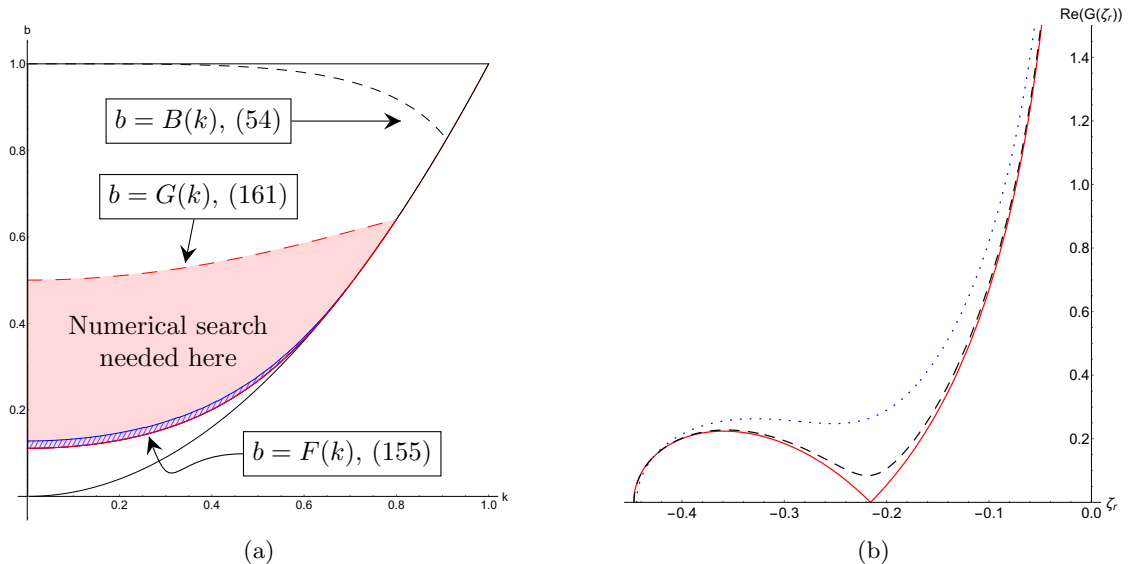 b
1.0
0.8
0.6
0.4
0.2
0.2
0.4
0.6
0.8
1.0
k
b = B(k), (54)
b = G(k), (161)
Numerical search
needed here
b = F(k), (155)
(a)
Re(G(ζr))
1.4
1.2
1.0
0.8
0.6
0.4
0.2
-0.4
-0.3
-0.2
-0.1
0.0
ζr
(b)